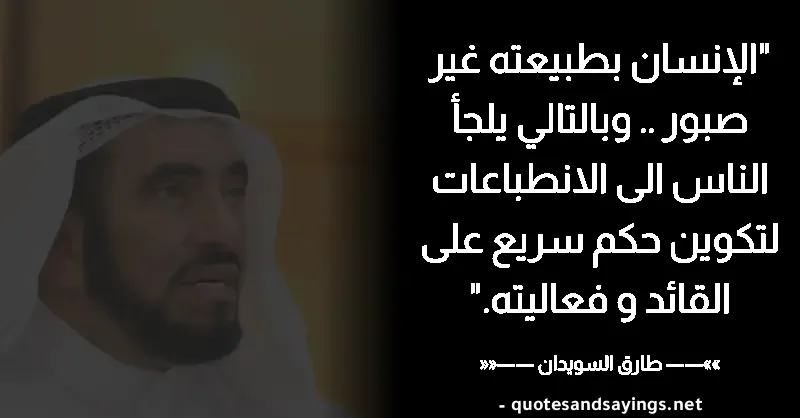 "الإنسان بطبيعته غير
صبور .. وبالتالي يلجأ
الناس الى الانطباعات
لتكوين حكم سريع على
القائد و فعاليته."
»»—— طارق السويدان ——««
- quotesandsayings.net